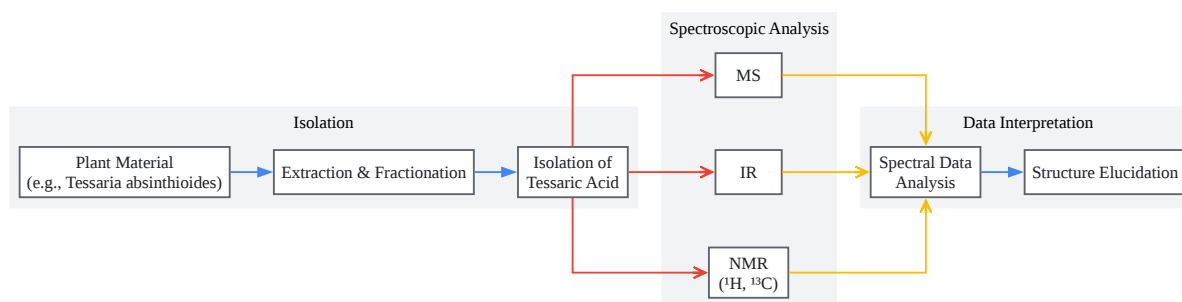 Spectroscopic Analysis
MS
Isolation
Data Interpretation
Plant Material
(e.g., Tessaria absinthioides)
Extraction & Fractionation
Isolation of
Tessaric Acid
IR
Spectral Data
Analysis
Structure Elucidation
NMR
(¹H, ¹³C)